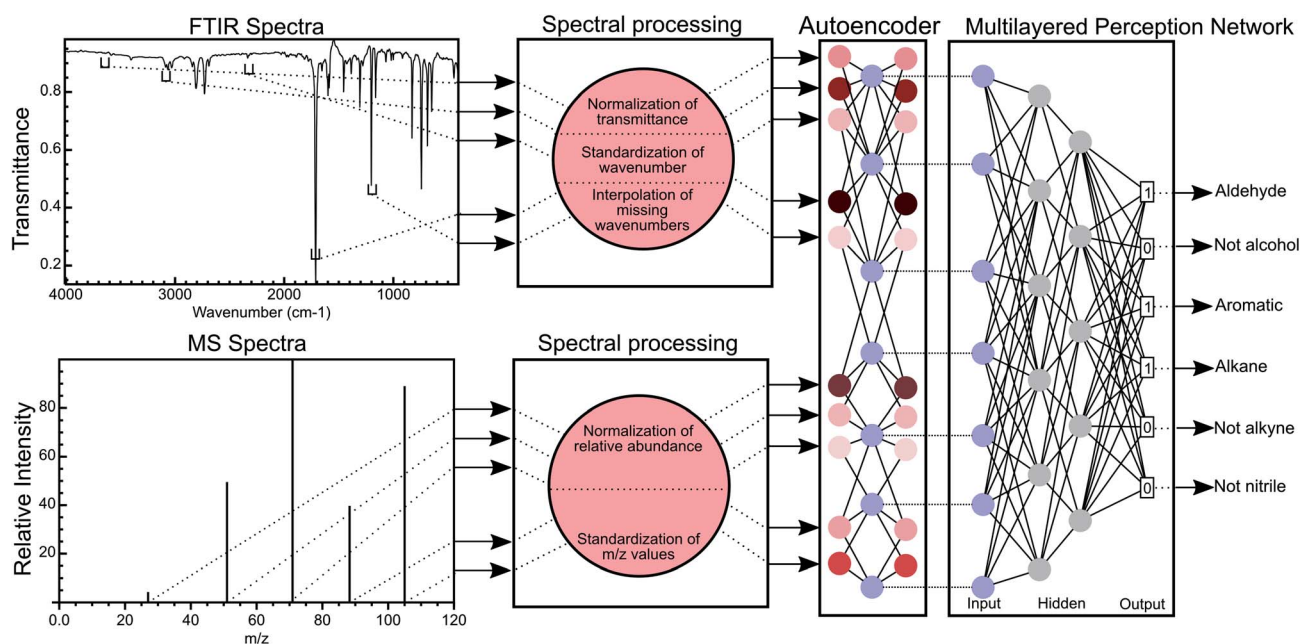 FTIR Spectra
Transmittance
0.8
0.6
0.4
0.2
4000
3000
2000
1000
Wavenumber (cm-1)
Spectral processing
Normalization of
transmittance
Standardization of
wavenumber
Interpolation of
missing
wavenumbers
MS Spectra
Relative Intensity
80
60
40
20
0.0
20
40
60
80
100
120
m/z
Spectral processing
Normalization of
relative abundance
Standardization of
m/z values
Autoencoder
Multilayered Perception Network
1
Aldehyde
0
Not alcohol
1
Aromatic
1
Alkane
0
Not alkyne
0
Not nitrile
Input
Hidden
Output